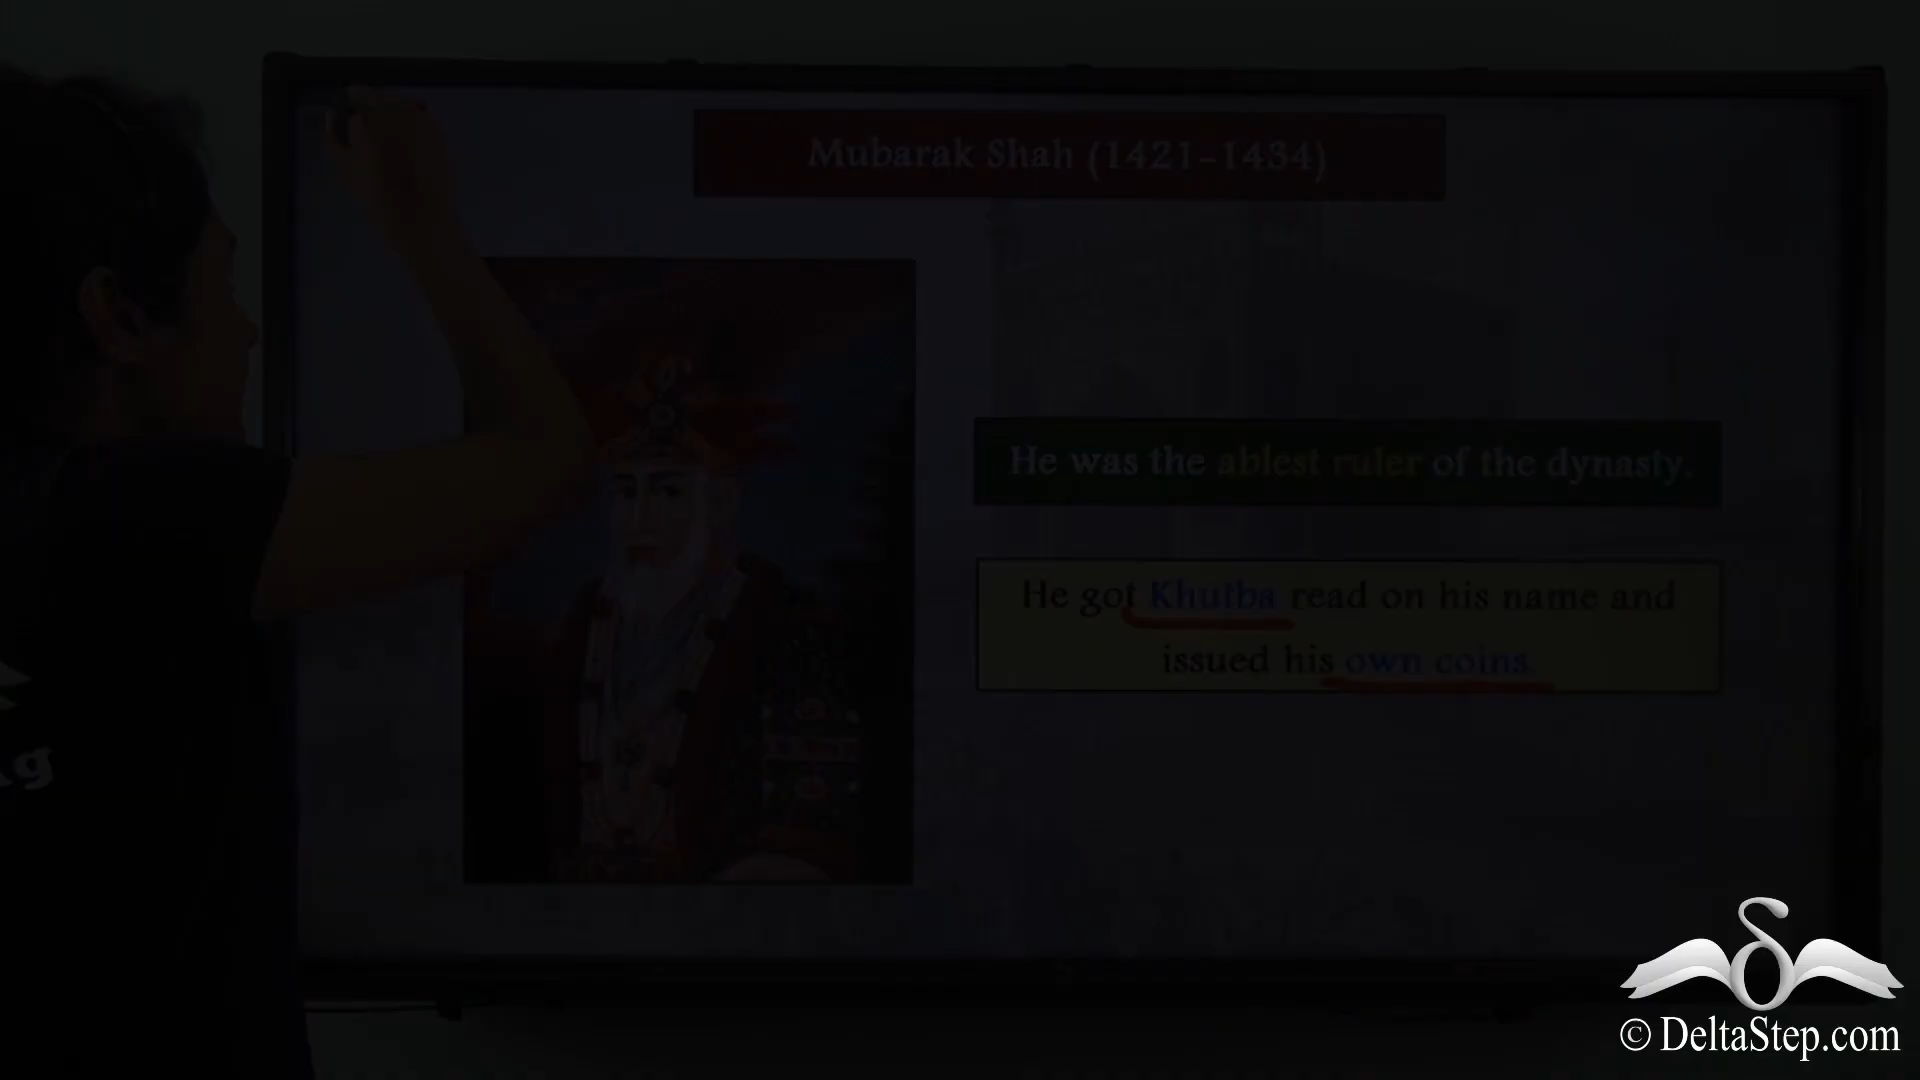 Mubarak Shah (1421-1434)
He was the ablest ruler of the dynasty.
He got Khutba read on his name and
issued his own coins.
© DeltaStep.com